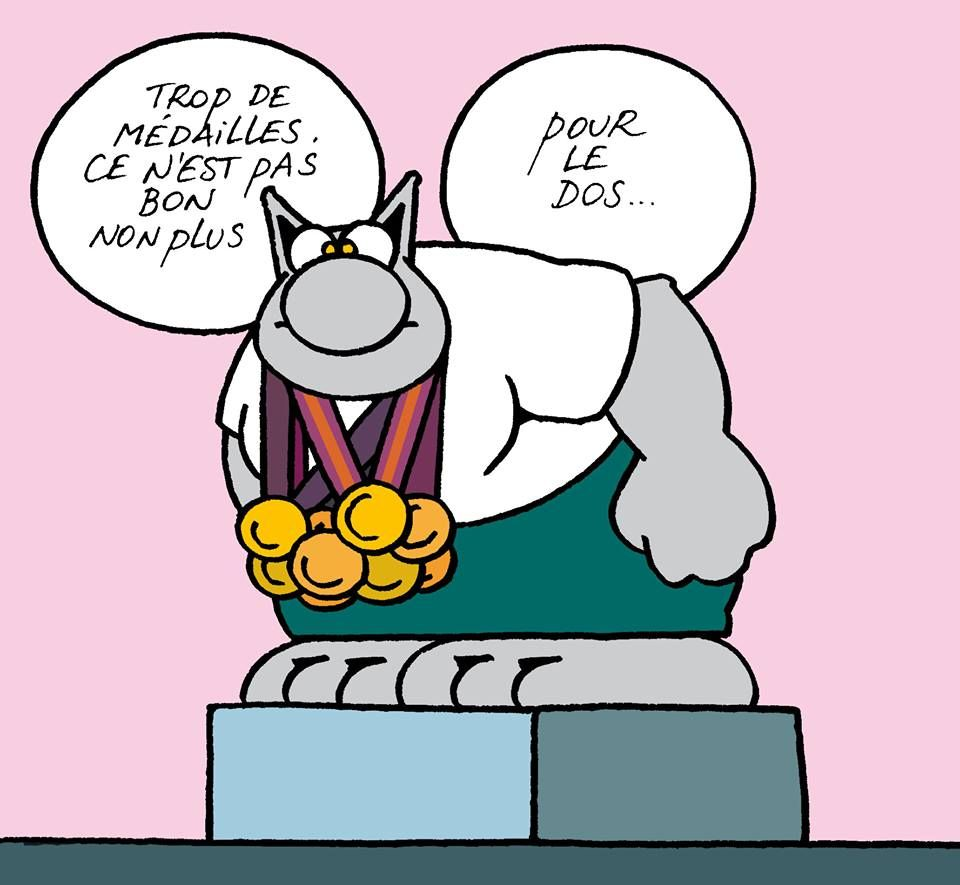 TROP DE
MÉDAILLES.
CE N'EST PAS
BON
NON PLUS
POUR
LE
DOS...